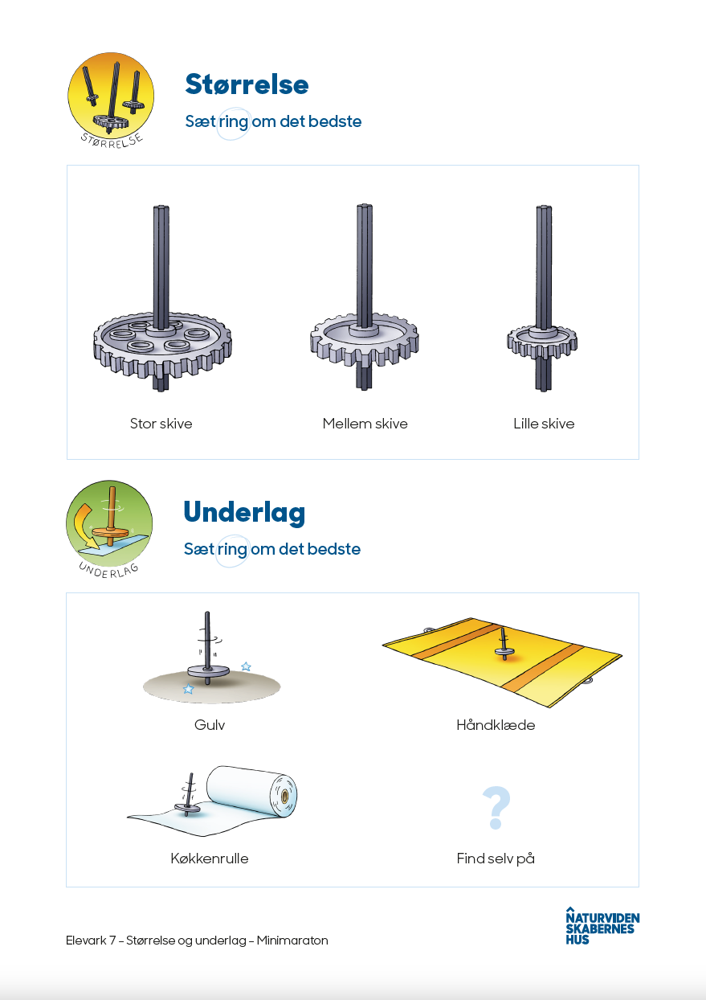 STØRRELSE
Størrelse
Sæt ring om det bedste
Stor skive
Mellem skive
Lille skive
UNDERLAG
Underlag
Sæt ring om det bedste
Gulv
Håndklæde
Køkkenrulle
?
Find selv på
Elevark 7 – Størrelse og underlag – Minimaraton
NATURVIDEN
SKABERNES
HUS